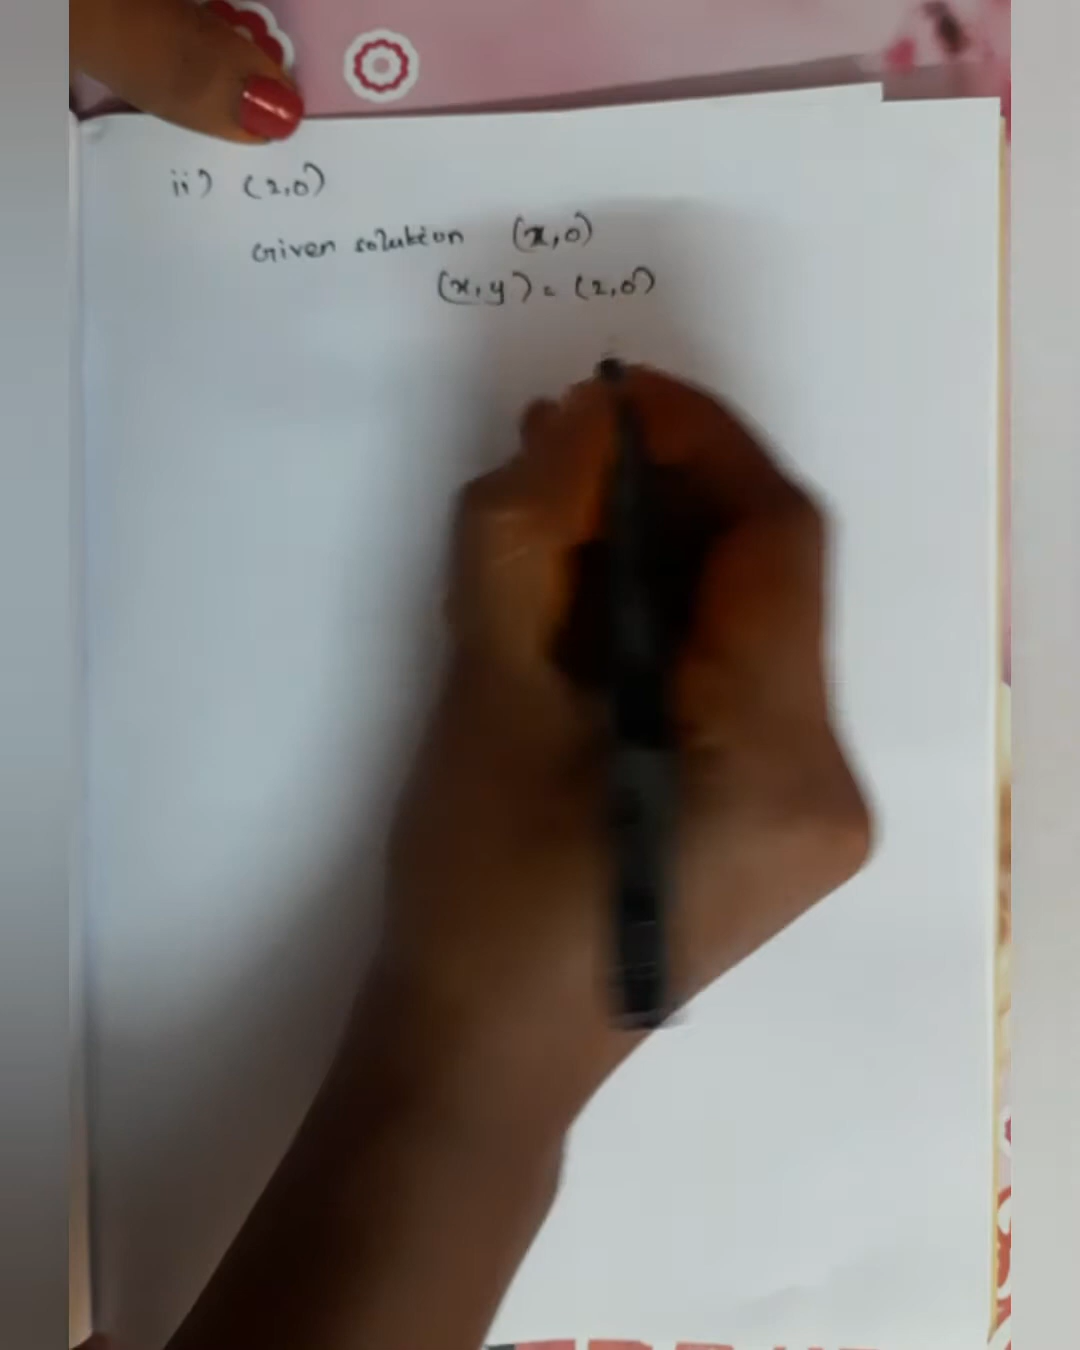 ii) (2,0)
Given solution (x,0)
(x,y) = (2,0)